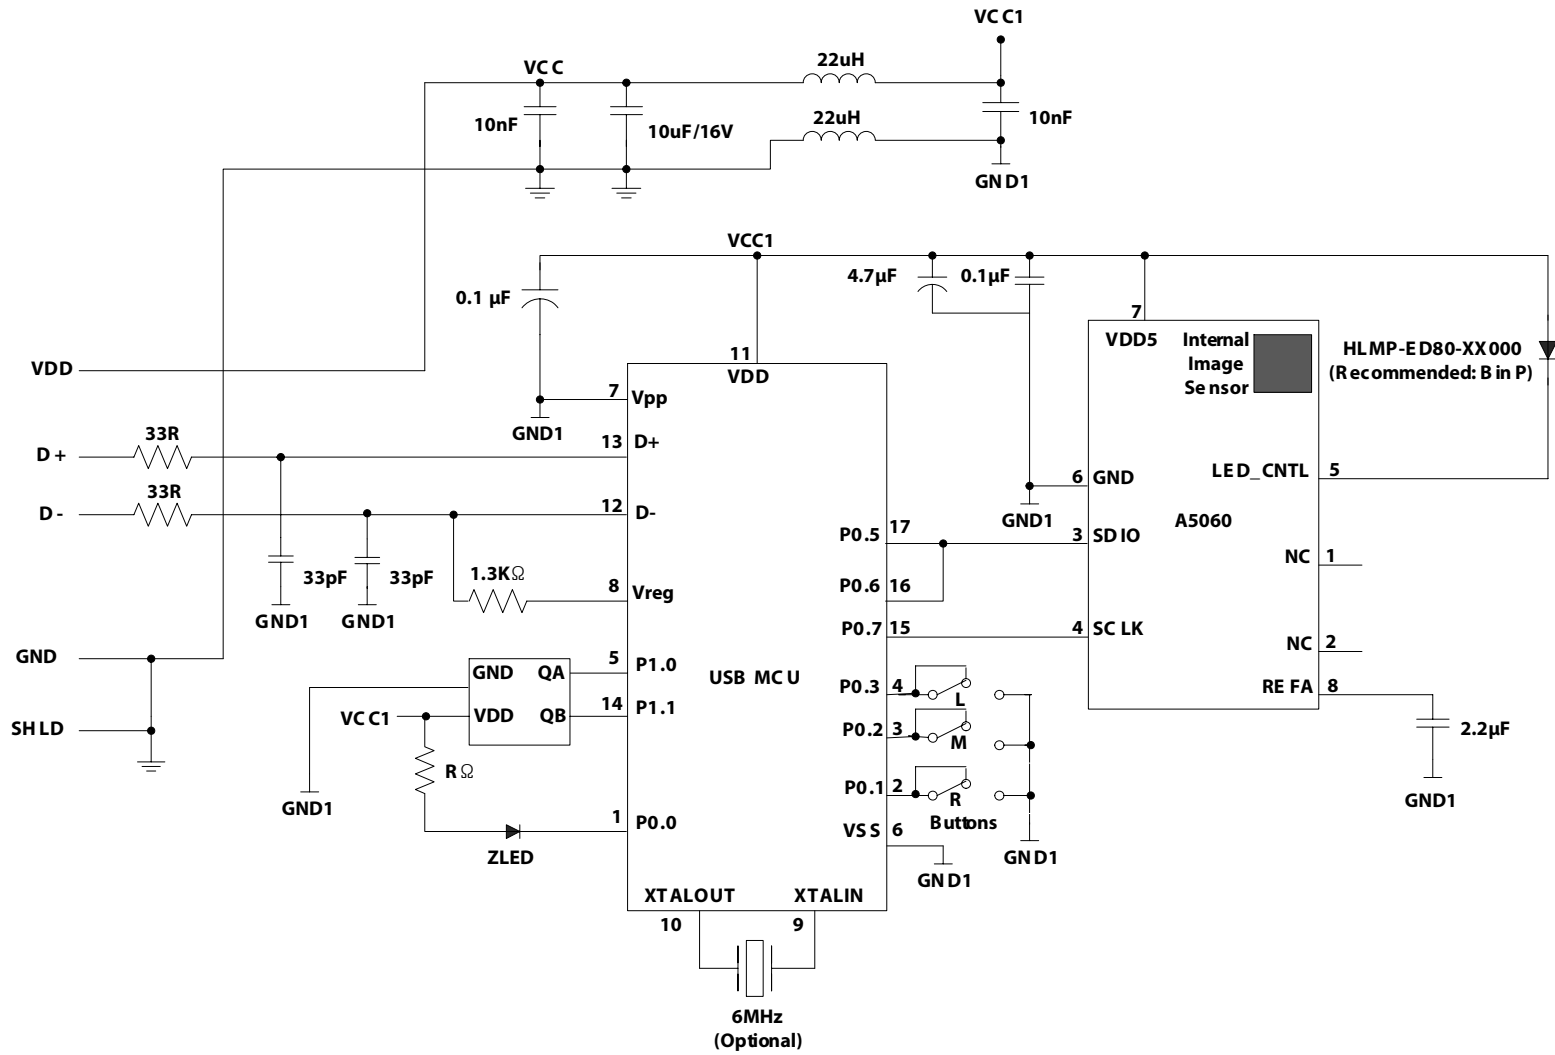 VCC1
22uH
VCC
10nF
10uF/16V
22uH
10nF
GND1
VCC1
0.1 µF
4.7µF
0.1µF
7
VDD5
Internal
Image
Sensor
HLMP-ED80-XX000
(Recommended: Bin P)
11
VDD
VDD
7
Vpp
GND1
33R
D+
13
D+
33R
D-
12
D-
6
GND
LED_CNTL
5
GND1
A5060
P0.5
17
3
SDIO
NC
1
33pF
33pF
1.3KΩ
8
Vreg
P0.6
16
GND1
GND1
P0.7
15
4
SCLK
NC
2
GND
GND
QA
5
P1.0
USB MCU
P0.3
4
L
REFA
8
SHLD
VCC1
VDD
QB
14
P1.1
P0.2
3
M
2.2µF
RΩ
P0.1
2
R
Buttons
GND1
GND1
1
P0.0
VSS
6
ZLED
GND1
GND1
XTALOUT
XTALIN
10
9
6MHz
(Optional)